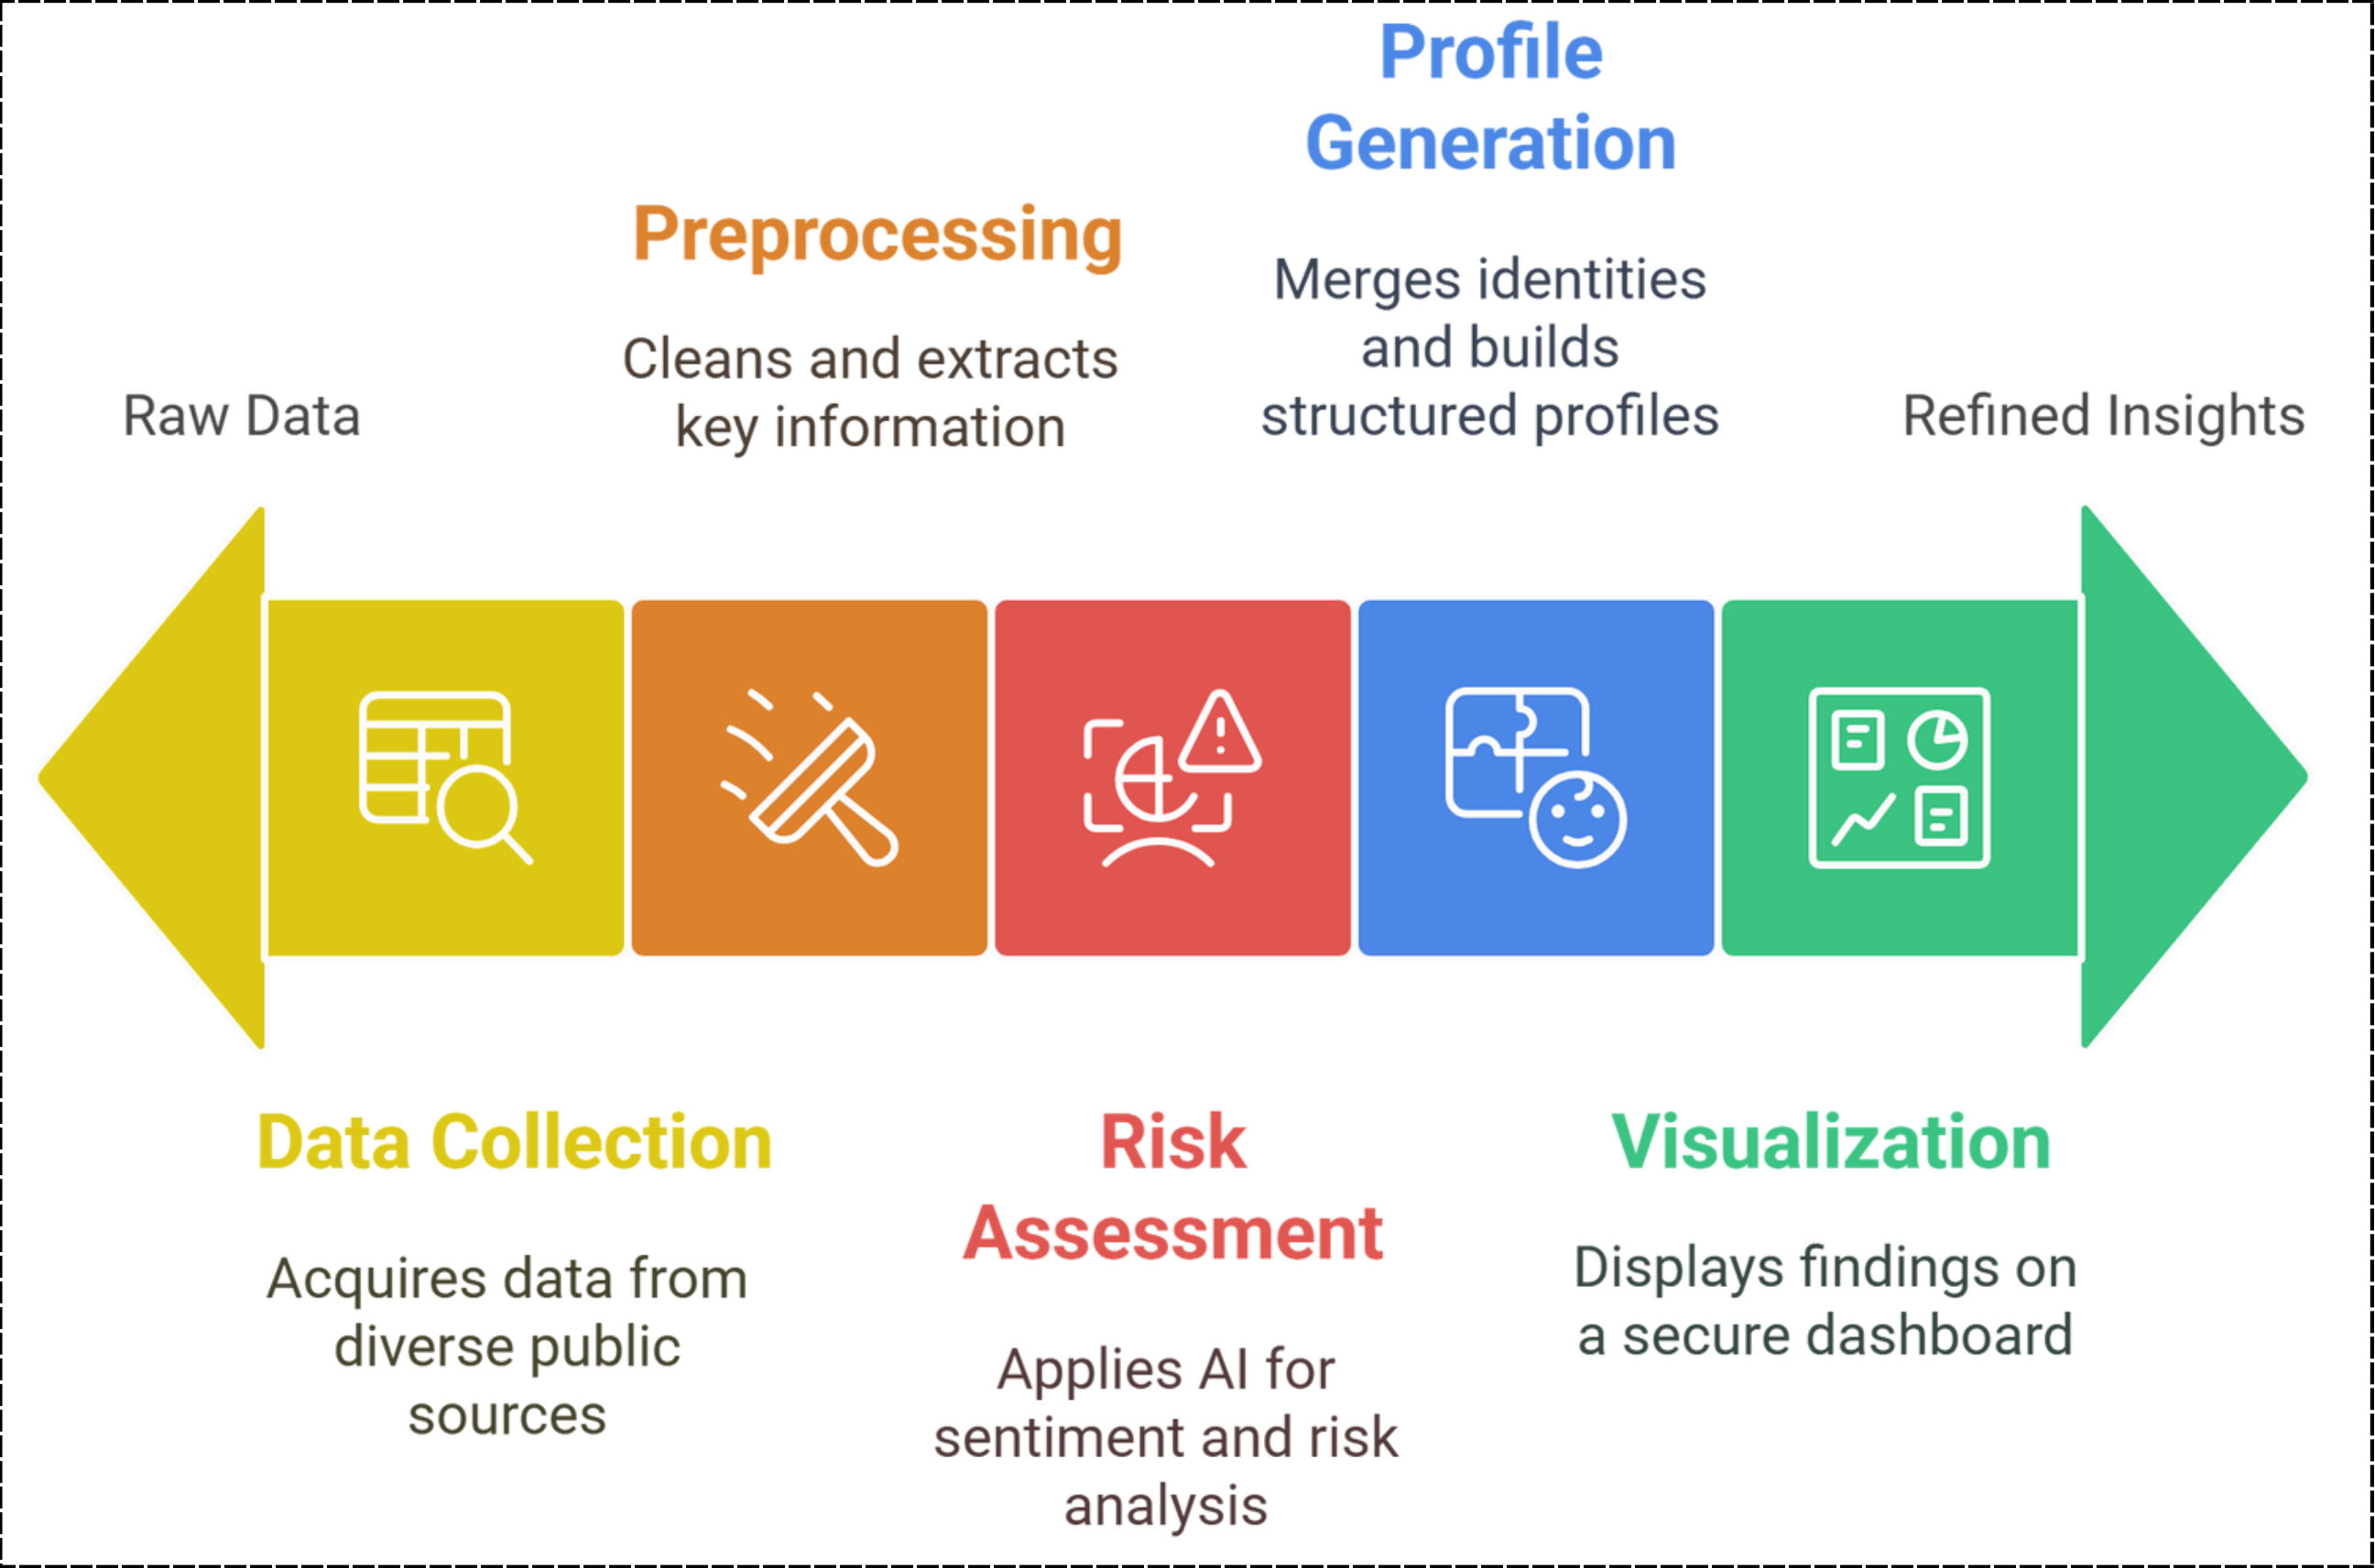 Profile
Generation
Preprocessing
Merges identities
and builds
structured profiles
Cleans and extracts
key information
Raw Data
Refined Insights
Data Collection
Acquires data from
diverse public
sources
Risk
Assessment
Applies AI for
sentiment and risk
analysis
Visualization
Displays findings on
a secure dashboard